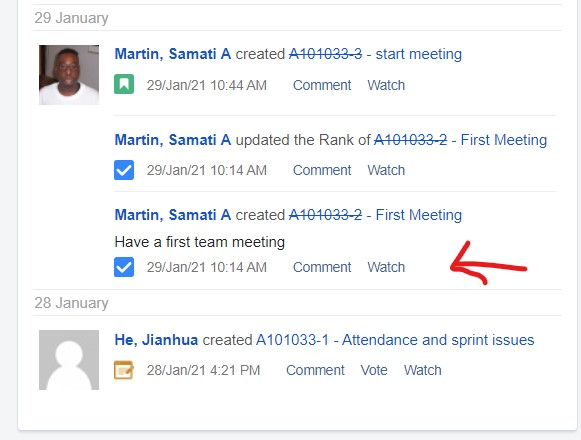 29 January
Martin, Samati A created A101033-3 - start meeting
29/Jan/21 10:44 AM Comment Watch
Martin, Samati A updated the Rank of A101033-2 - First Meeting
29/Jan/21 10:14 AM Comment Watch
Martin, Samati A created A101033-2 - First Meeting
Have a first team meeting
29/Jan/21 10:14 AM Comment Watch
28 January
He, Jianhua created A101033-1 - Attendance and sprint issues
28/Jan/21 4:21 PM Comment Vote Watch